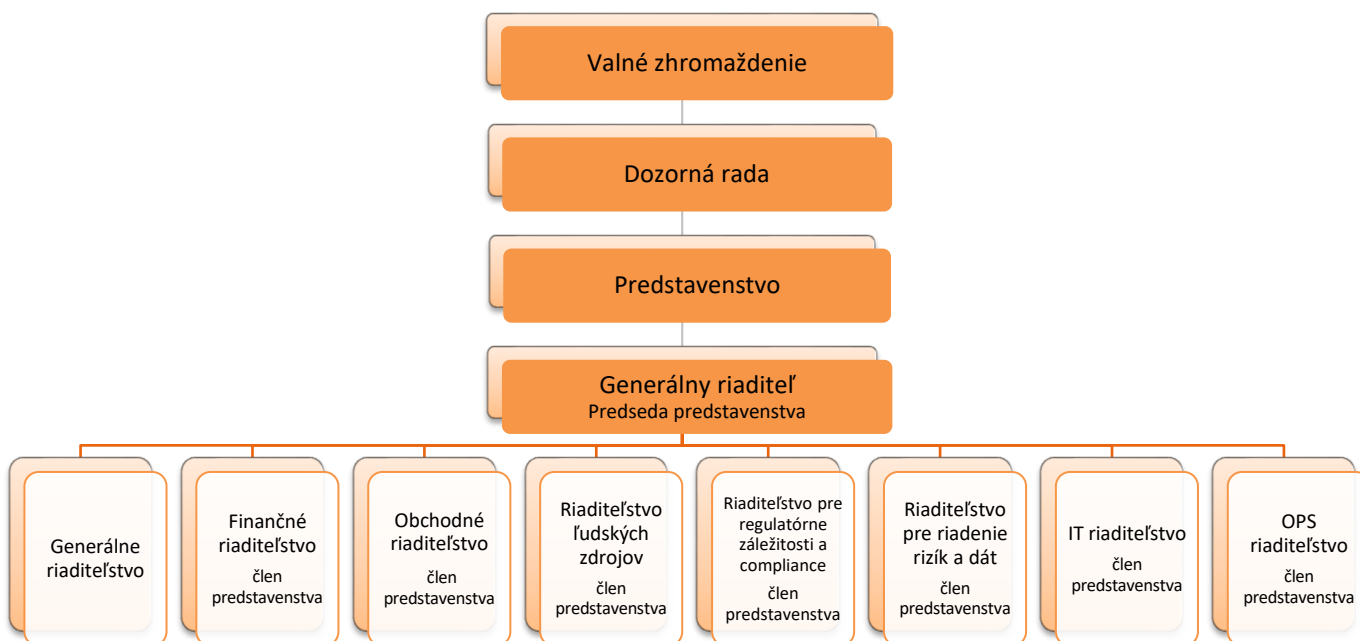 Valné zhromaždenie
Dozorná rada
Predstavenstvo
Generálny riaditeľ
Predseda predstavenstva
Generálne
riaditeľstvo
Finančné
riaditeľstvo
člen
predstavenstva
Obchodné
riaditeľstvo
člen
predstavenstva
Riaditeľstvo
ľudských
zdrojov
člen
predstavenstva
Riaditeľstvo pre
regulatórne
záležitosti a
compliance
člen
predstavenstva
Riaditeľstvo
pre riadenie
rizík a dát
člen
predstavenstva
IT riaditeľstvo
člen
predstavenstva
OPS
riaditeľstvo
člen
predstavenstva